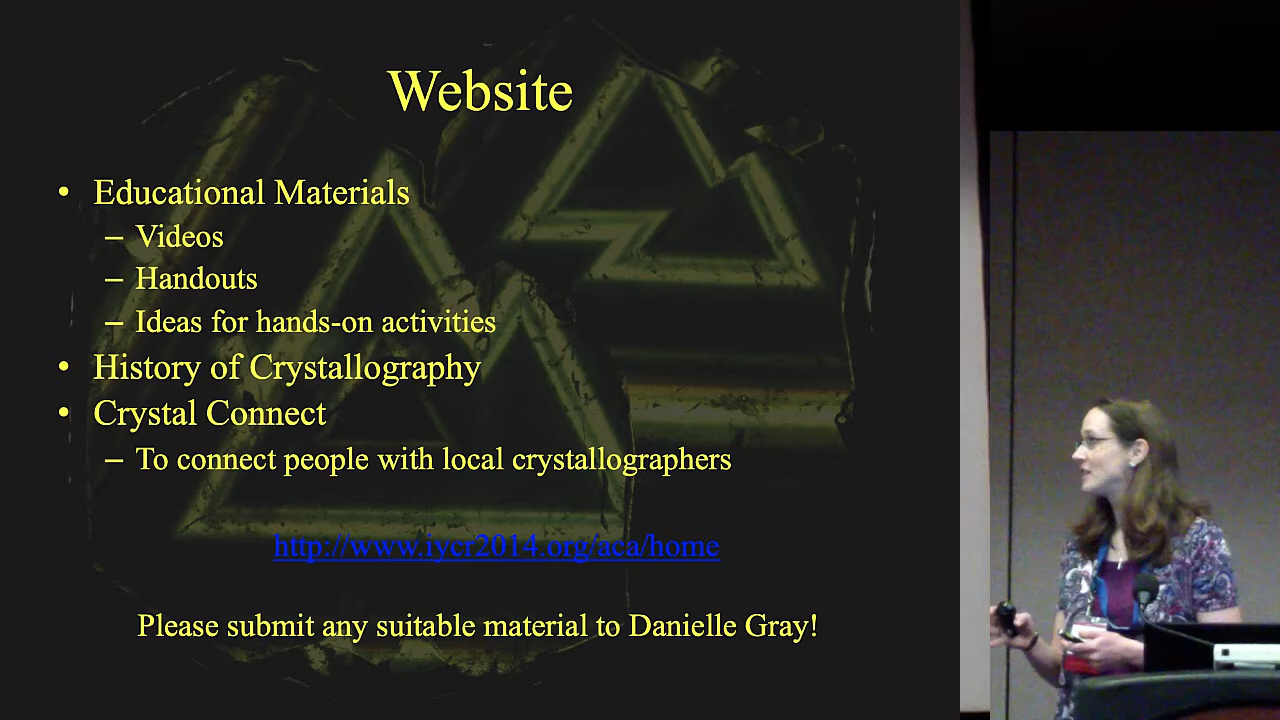 Website
• Educational Materials
– Videos
– Handouts
– Ideas for hands-on activities
• History of Crystallography
• Crystal Connect
– To connect people with local crystallographers
http://www.iycr2014.org/aca/home
Please submit any suitable material to Danielle Gray!